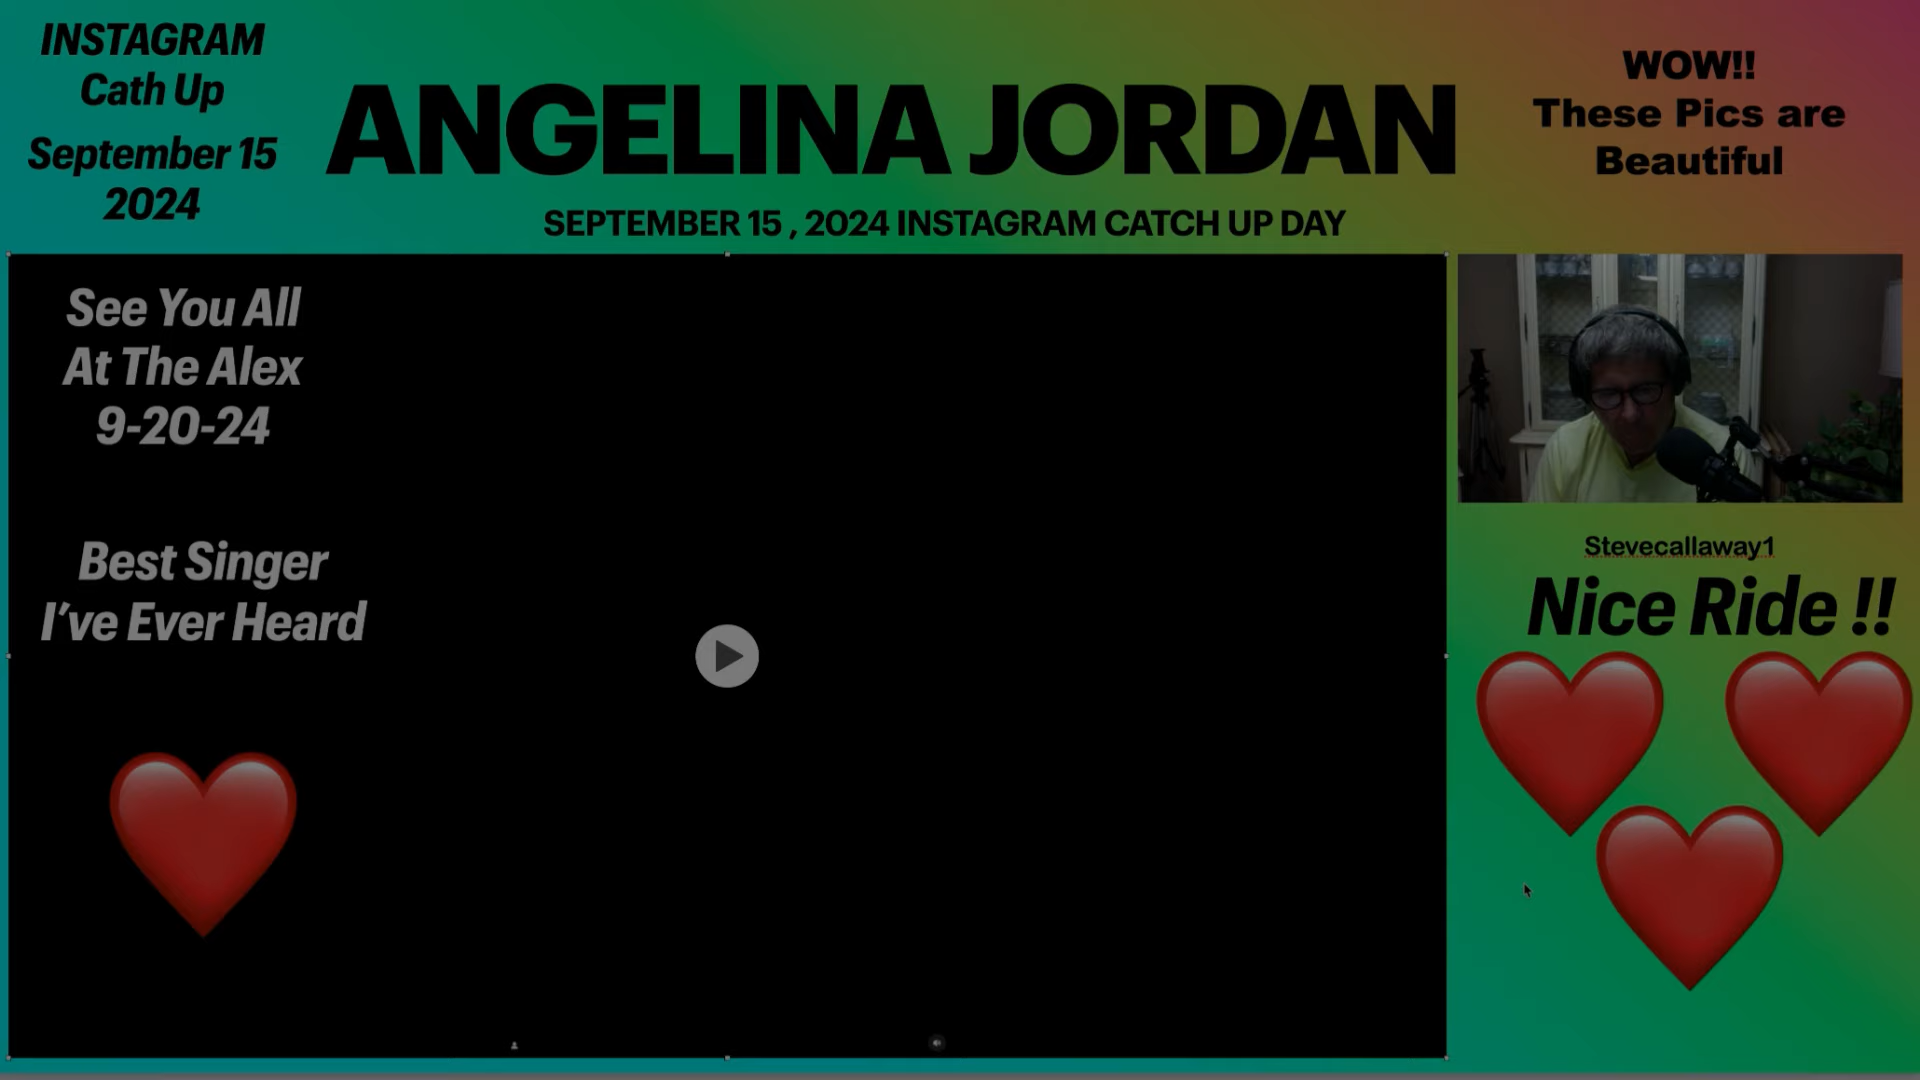 INSTAGRAM
Cath Up
September 15
2024
ANGELINA JORDAN
SEPTEMBER 15 , 2024 INSTAGRAM CATCH UP DAY
WOW!!
These Pics are
Beautiful
See You All
At The Alex
9-20-24
Best Singer
I've Ever Heard
Stevecallaway1
Nice Ride !!